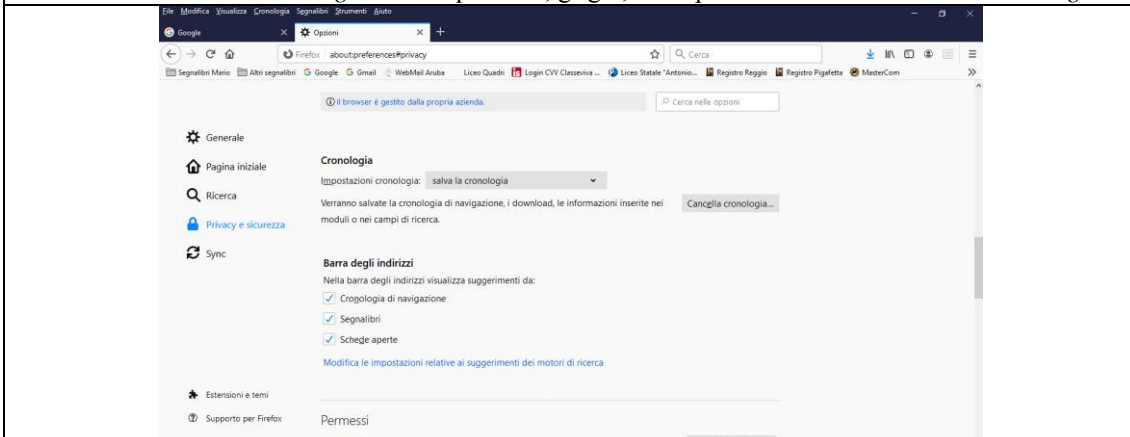 File Modifica Visualizza Cronologia Segnalibri Strumenti Aiuto
Google Opzioni
Firefox about:preferences#privacy Cerca
Segnalibri Mario Altri segnalibri Google Gmail WebMail Aruba Liceo Quadri Login CVV Classeviva ... Liceo Statale "Antonio... Registro Reggio Registro Pigafetta MasterCom
Il browser è gestito dalla propria azienda. Cerca nelle opzioni
Generale
Pagina iniziale
Ricerca
Privacy e sicurezza
Sync
Cronologia
Impostazioni cronologia: salva la cronologia
Verranno salvate la cronologia di navigazione, i download, le informazioni inserite nei
moduli o nei campi di ricerca.
Cancella cronologia...
Barra degli indirizzi
Nella barra degli indirizzi visualizza suggerimenti da:
Cronologia di navigazione
Segnalibri
Schede aperte
Modifica le impostazioni relative ai suggerimenti dei motori di ricerca
Estensioni e temi
Supporto per Firefox
Permessi